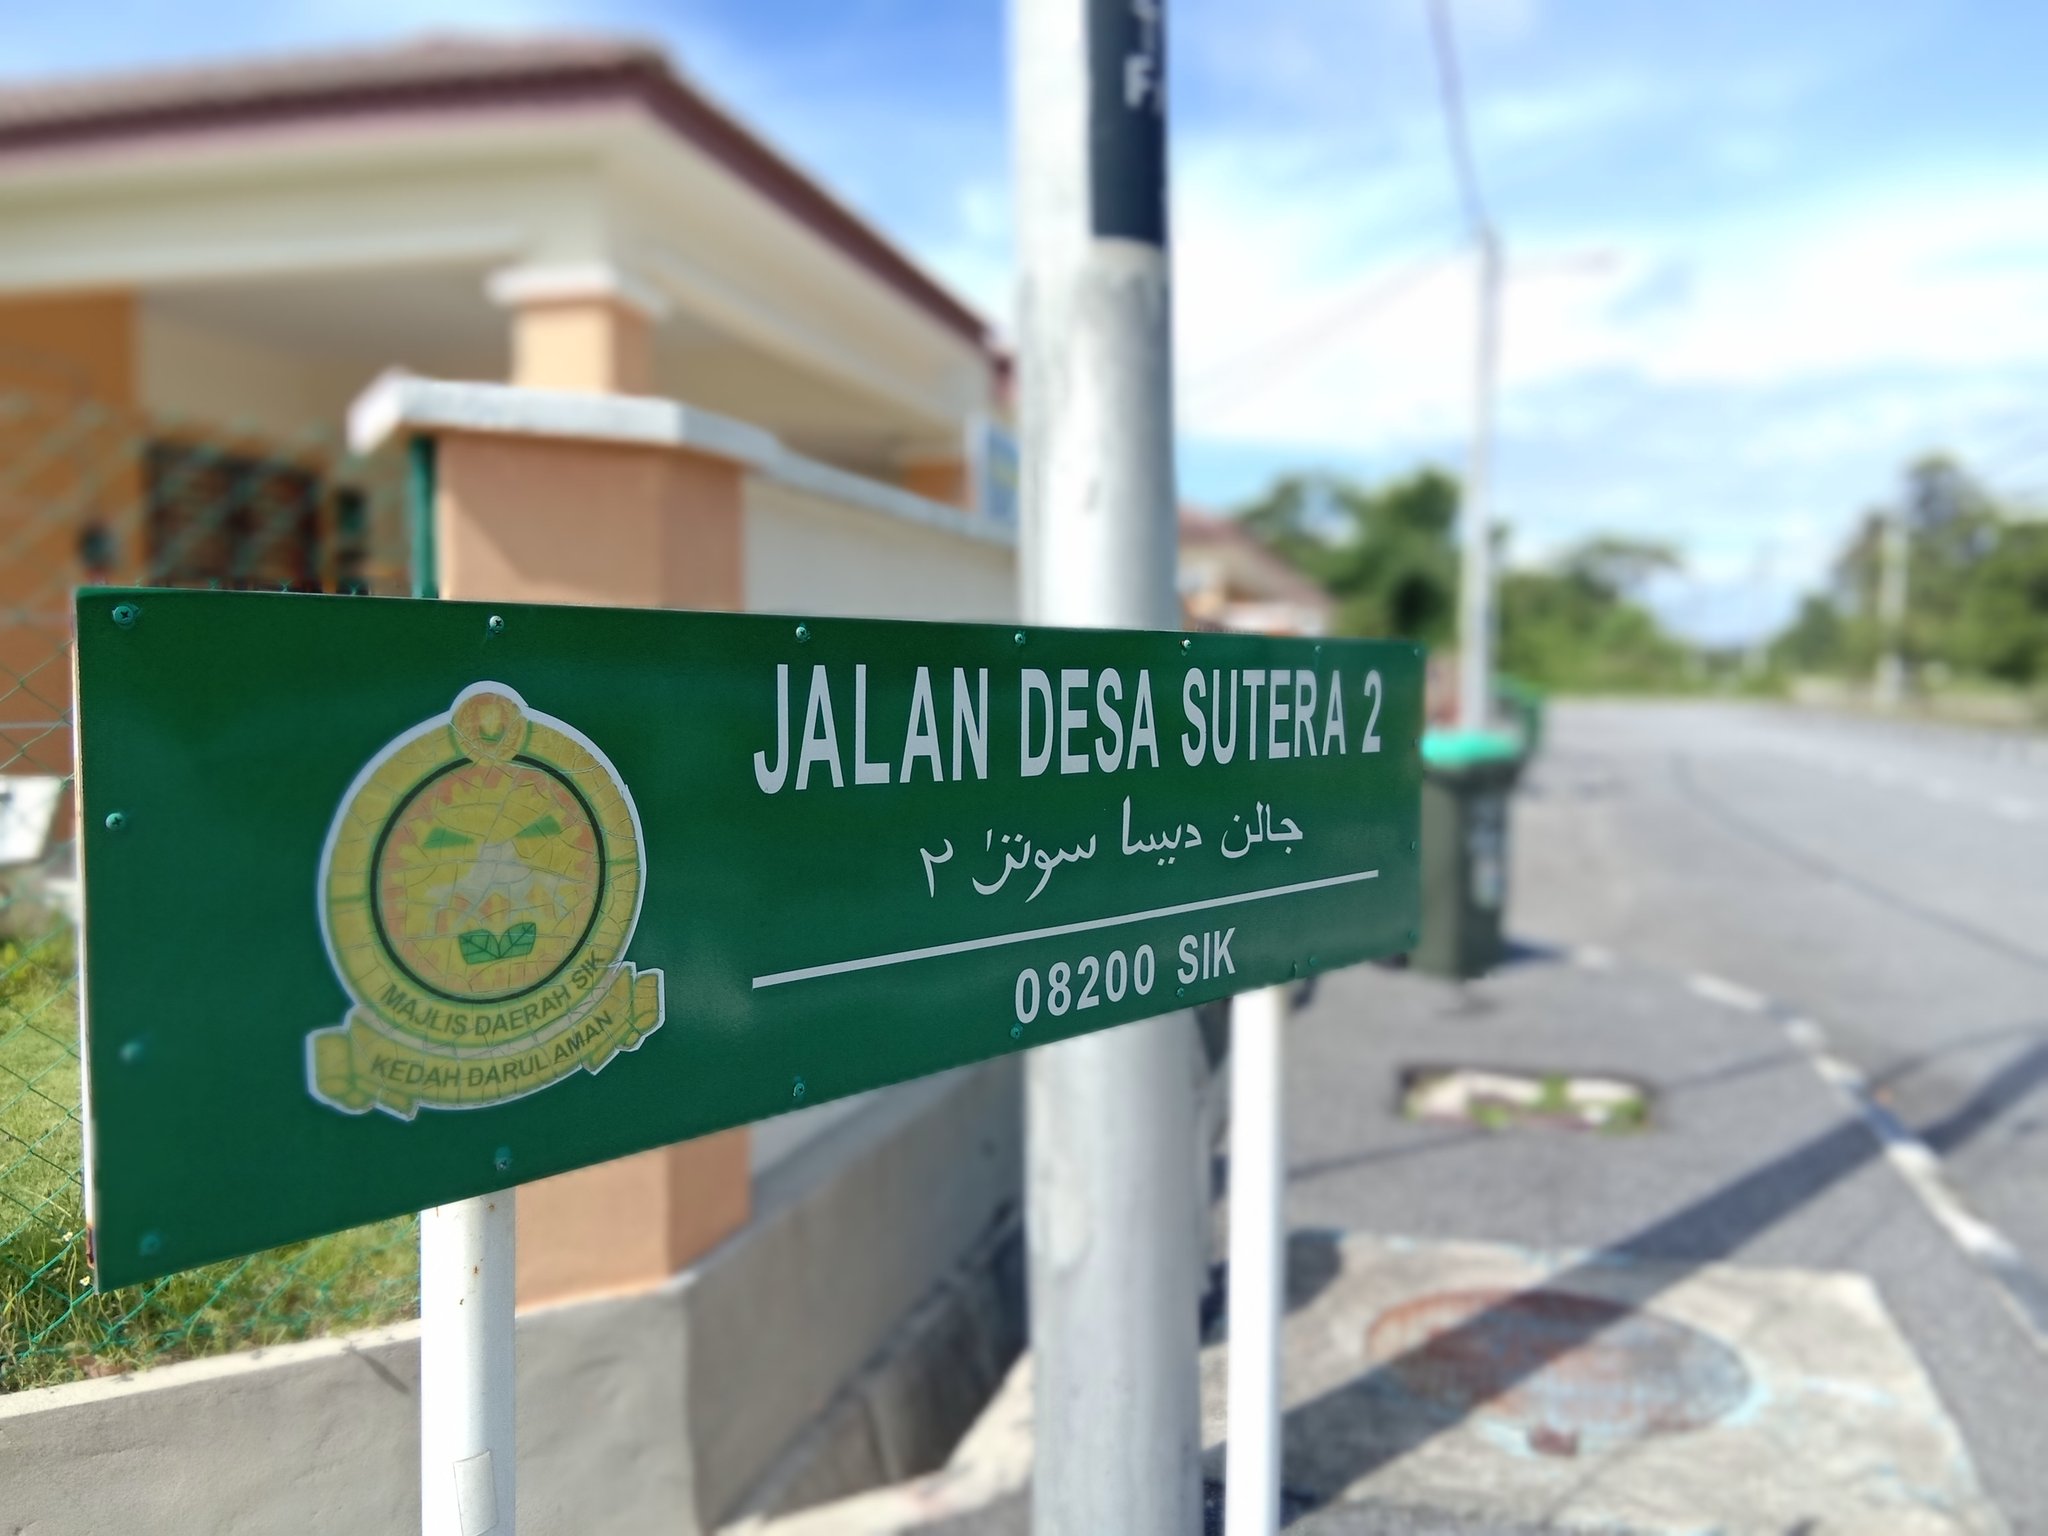 JALAN DESA SUTERA 2
جالن ديسا سوترا ٢
08200 SIK
MAJLIS DAERAH SIK
KEDAH DARUL AMAN